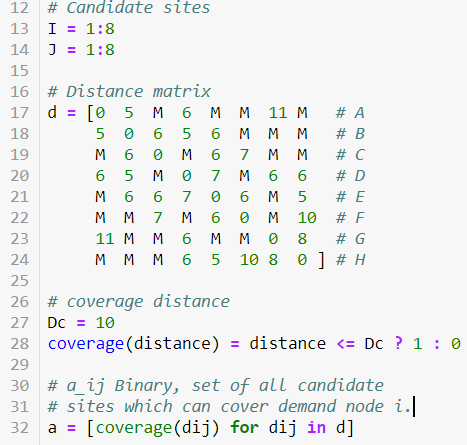 12 # Candidate sites
13 I = 1:8
14 J = 1:8
15
16 # Distance matrix
17 d = [0 5 M 6 M M 11 M # A
18 5 0 6 5 6 M M M # B
19 M 6 0 M 6 7 M M # C
20 6 5 M 0 7 M 6 6 # D
21 M 6 6 7 0 6 M 5 # E
22 M M 7 M 6 0 M 10 # F
23 11 M M 6 M M 0 8 # G
24 M M M 6 5 10 8 0 ] # H
25
26 # coverage distance
27 Dc = 10
28 coverage(distance) = distance <= Dc ? 1 : 0
29
30 # a_ij Binary, set of all candidate
31 # sites which can cover demand node i.
32 a = [coverage(dij) for dij in d]